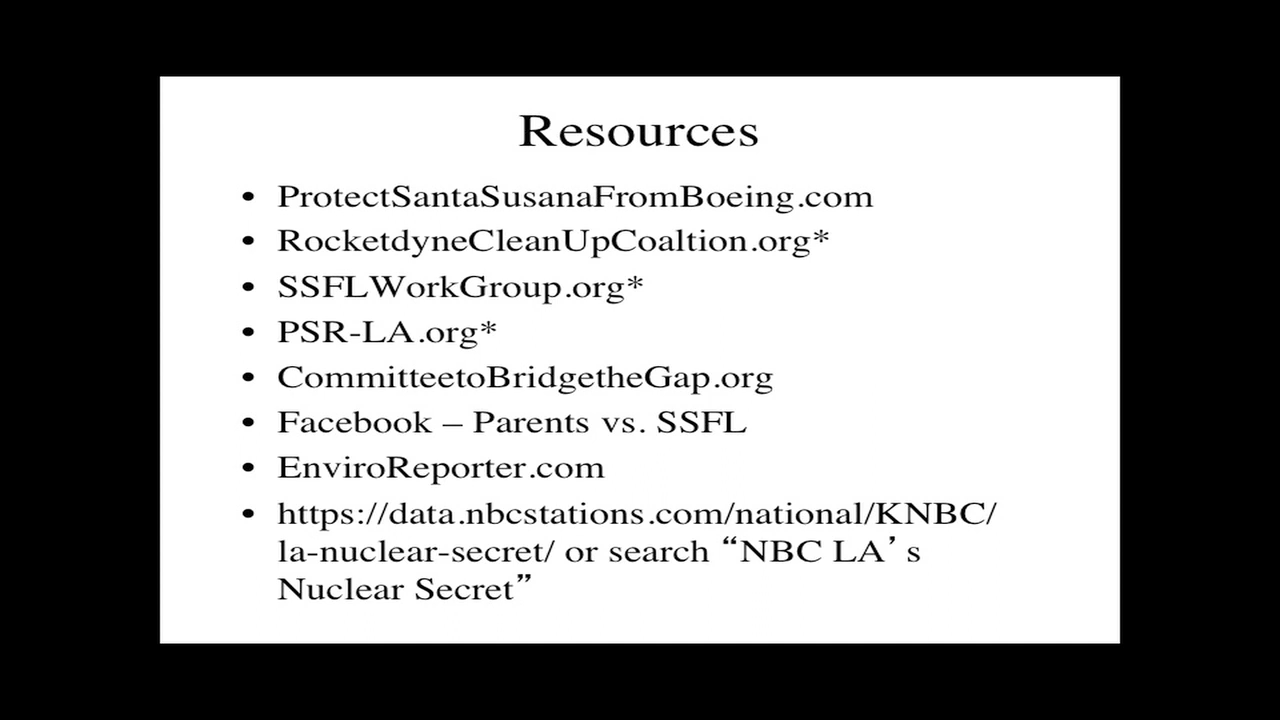 Resources
• ProtectSantaSusanaFromBoeing.com
• RocketdyneCleanUpCoaltion.org*
• SSFLWorkGroup.org*
• PSR-LA.org*
• CommitteetoBridgetheGap.org
• Facebook – Parents vs. SSFL
• EnviroReporter.com
• https://data.nbcstations.com/national/KNBC/
la-nuclear-secret/ or search “NBC LA’s
Nuclear Secret”